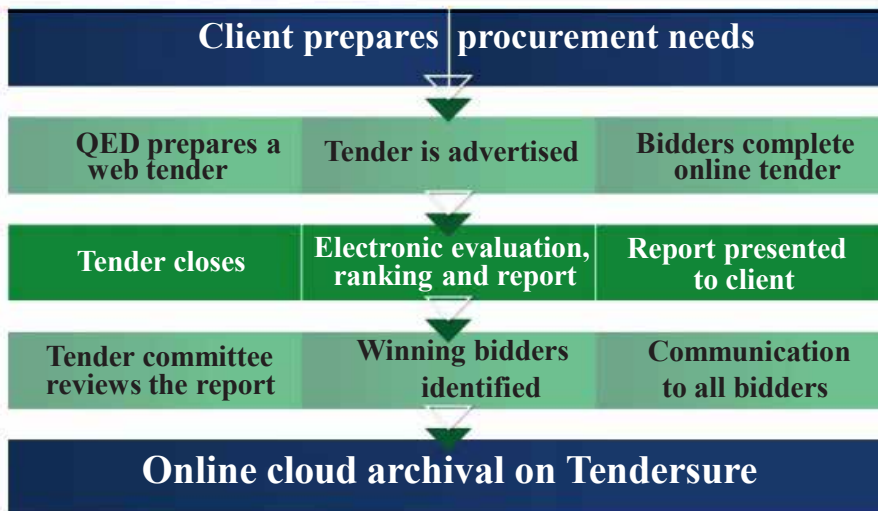 Client prepares procurement needs
QED prepares a
web tender
Tender is advertised
Bidders complete
online tender
Tender closes
Electronic evaluation,
ranking and report
Report presented
to client
Tender committee
reviews the report
Winning bidders
identified
Communication
to all bidders
Online cloud archival on Tendersure